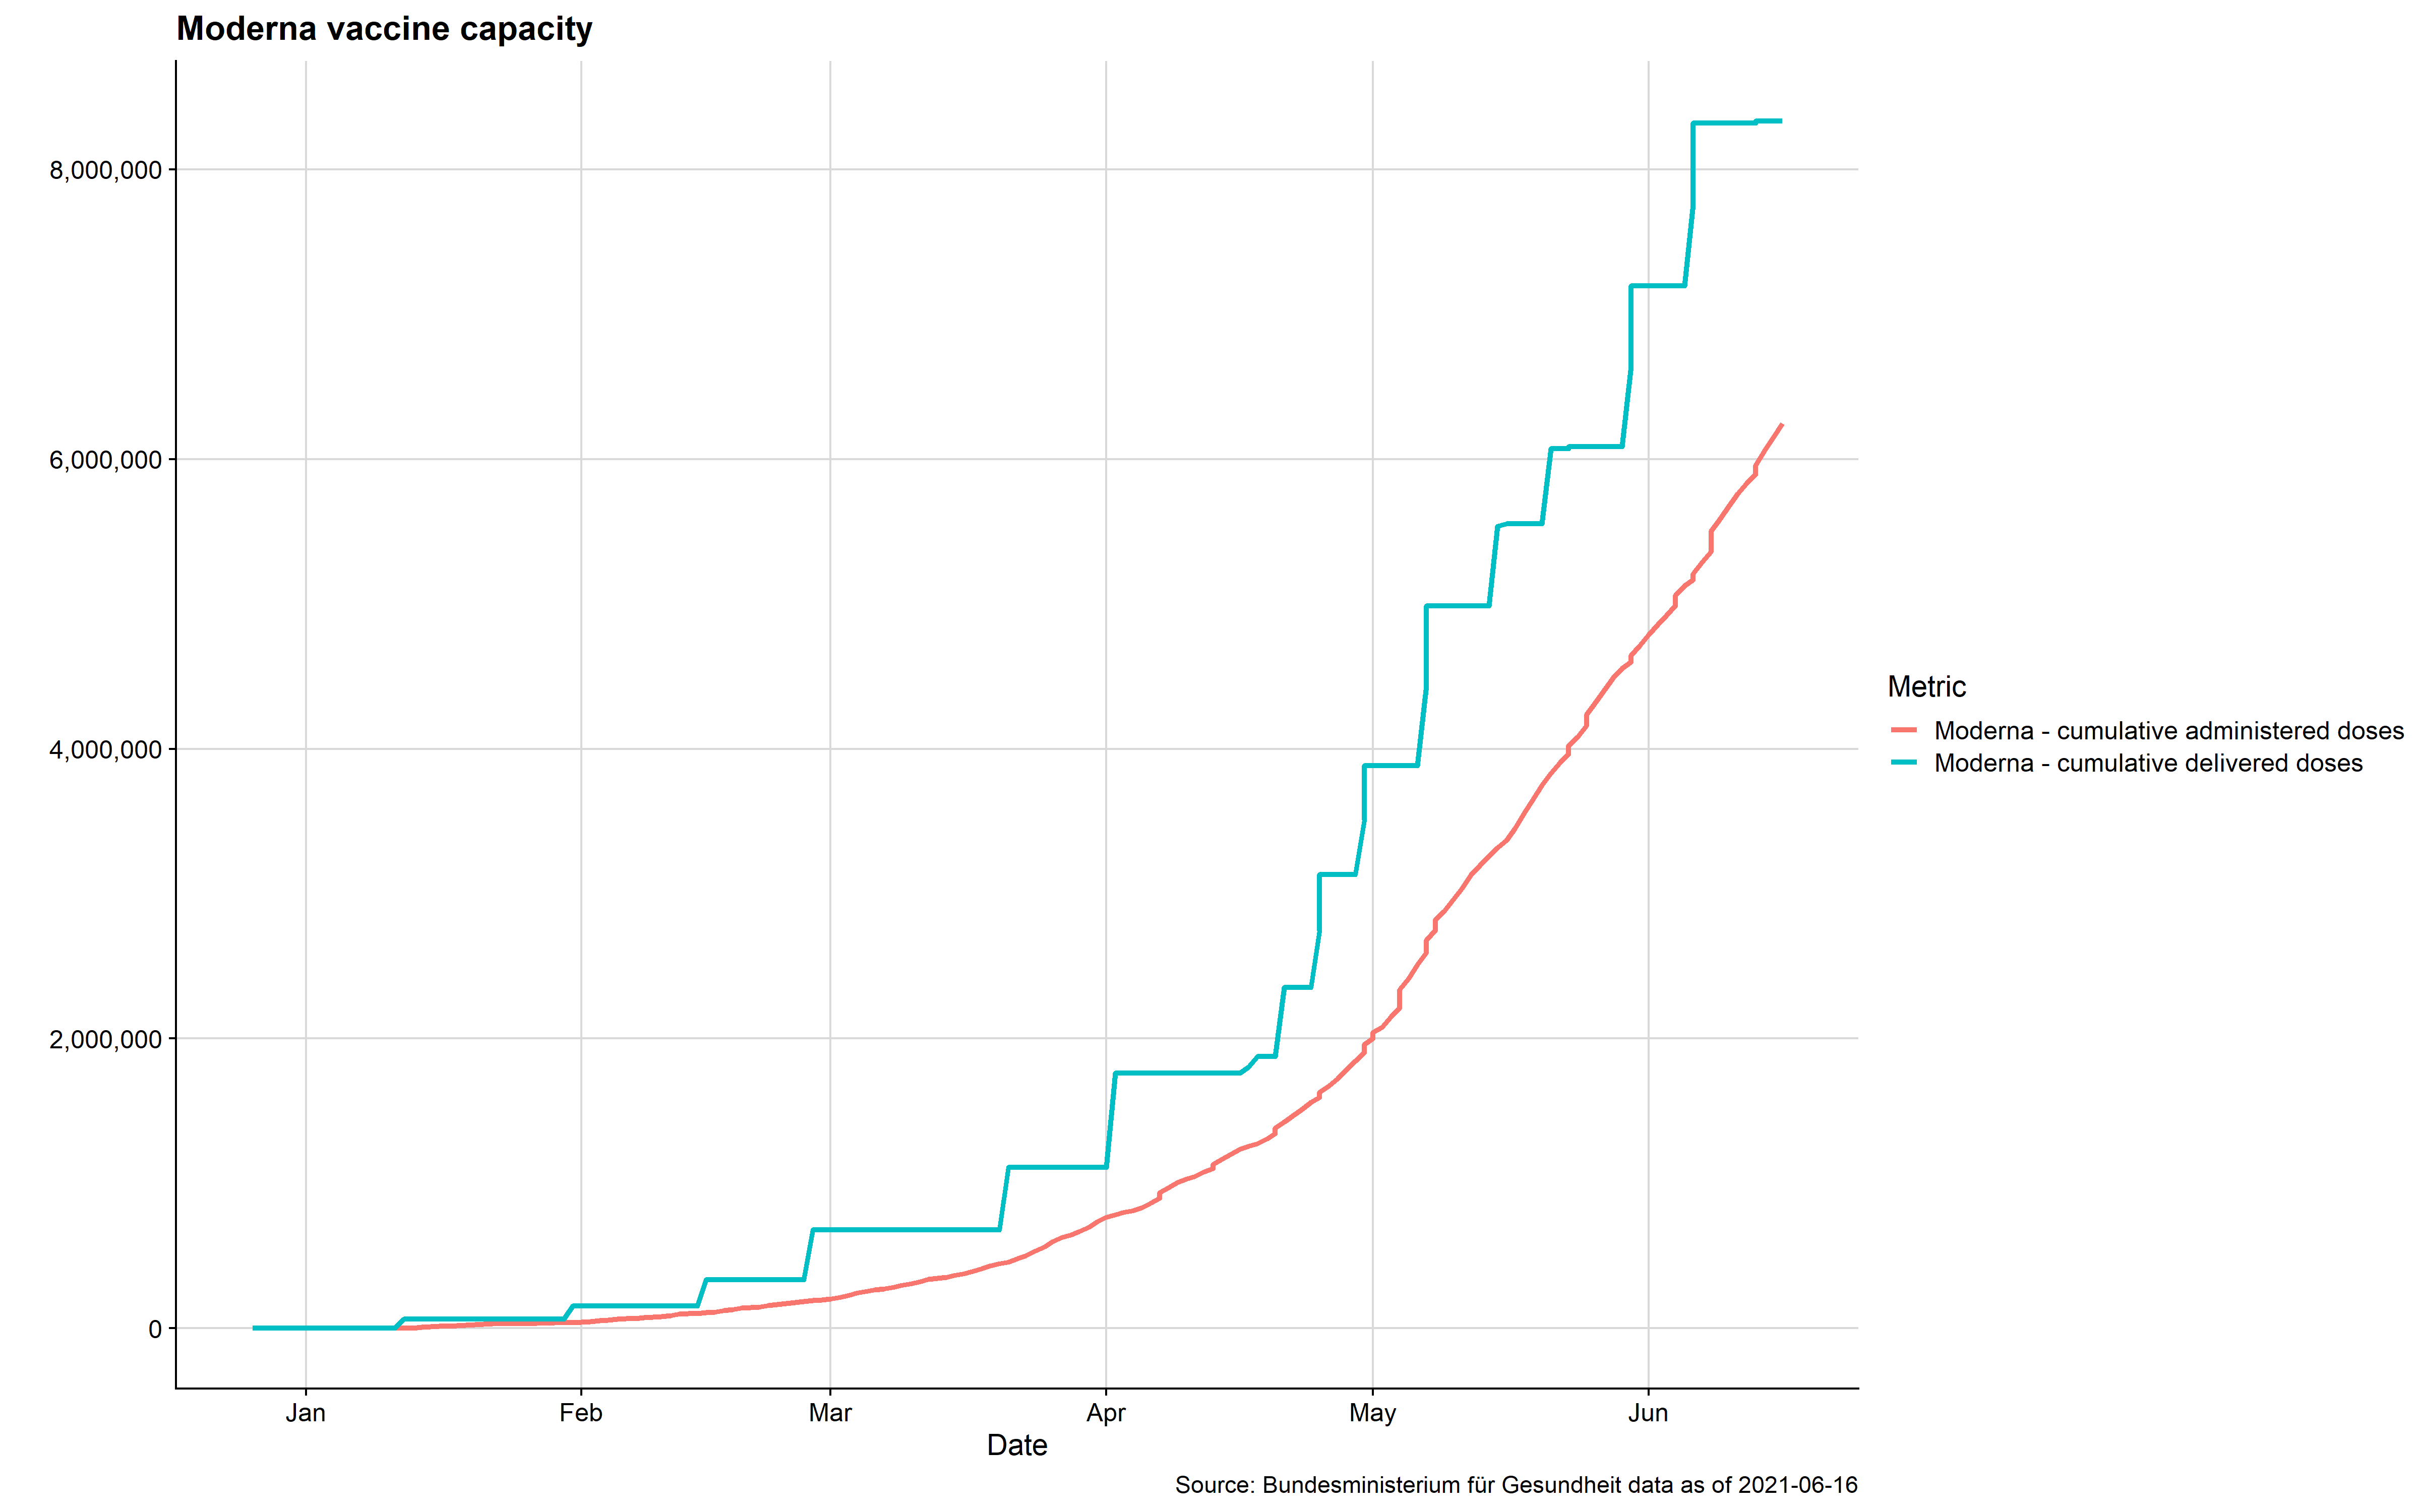 Moderna vaccine capacity
8,000,000
6,000,000
4,000,000
2,000,000
0
Jan Feb Mar Apr May Jun
Date
Metric
Moderna - cumulative administered doses
Moderna - cumulative delivered doses
Source: Bundesministerium für Gesundheit data as of 2021-06-16